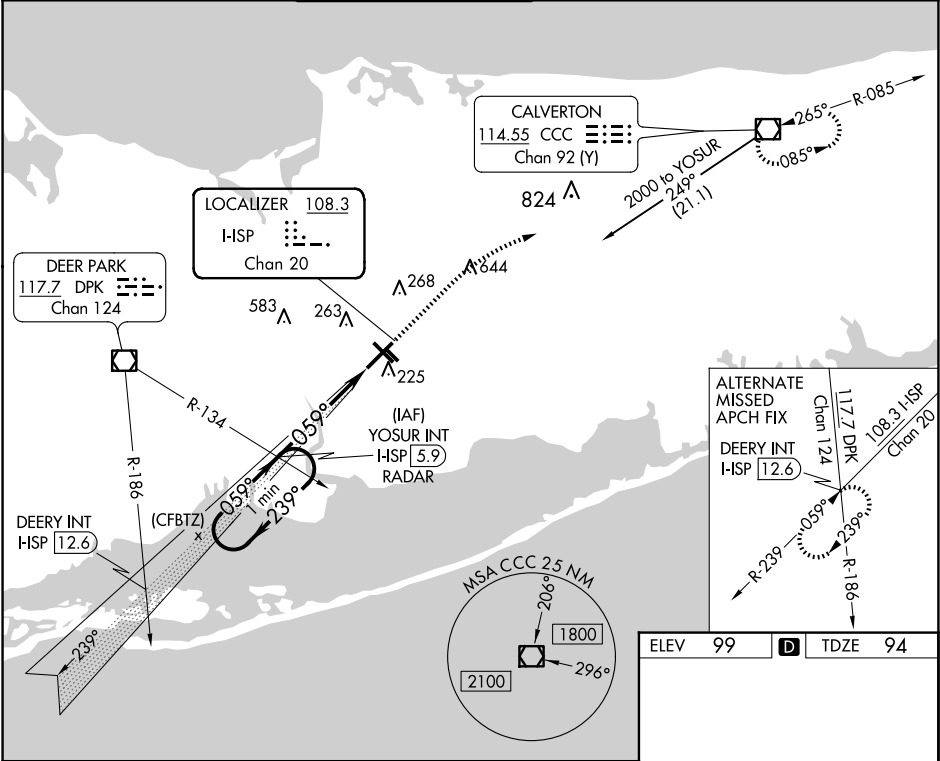 CALVERTON
114.55 CCC
Chan 92 (Y)
R-085
265°
085°
2000 to YOSUR
249°
(21.1)
824
LOCALIZER 108.3
I-ISP
Chan 20
644
268
583
263
225
DEER PARK
117.7 DPK
Chan 124
R-134
R-186
059°
(IAF)
YOSUR INT
I-ISP 5.9
RADAR
059°
1 min
239°
(CFBTZ)
x
DEERY INT
I-ISP 12.6
239°
MSA CCC 25 NM
206°
1800
2100
296°
ALTERNATE
MISSED
APCH FIX
117.7 DPK
Chan 124
108.3 I-ISP
Chan 20
DEERY INT
I-ISP 12.6
059°
239°
R-239
R-186
ELEV 99 D TDZE 94